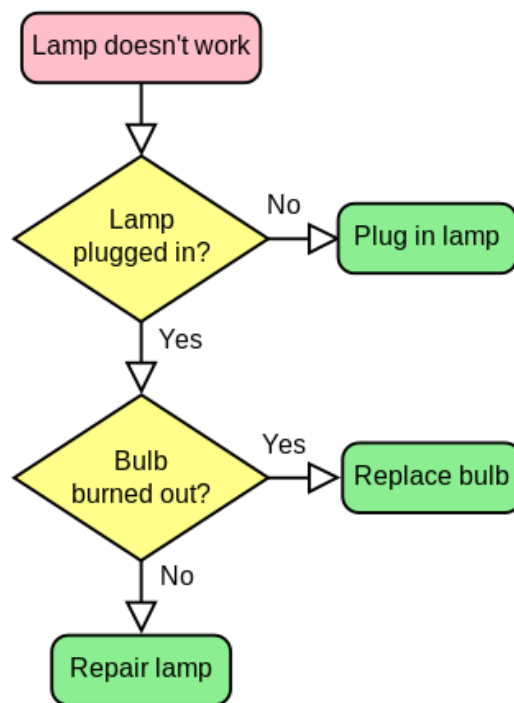 Lamp doesn't work
Lamp
plugged in?
No
Plug in lamp
Yes
Bulb
burned out?
Yes
Replace bulb
No
Repair lamp